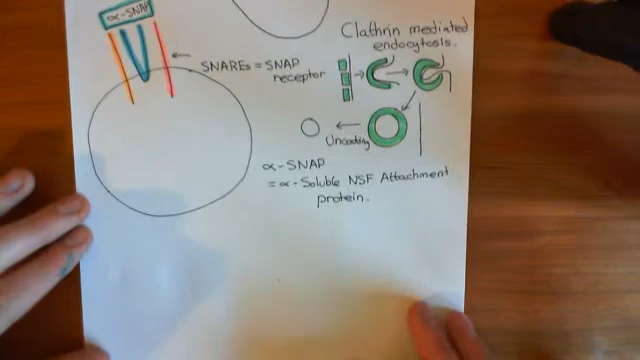 α-SNAP
SNAREs = SNAP
receptor
Clathrin mediated
endocytosis.
Uncoating
α-SNAP
= α-Soluble NSF Attachment
protein.